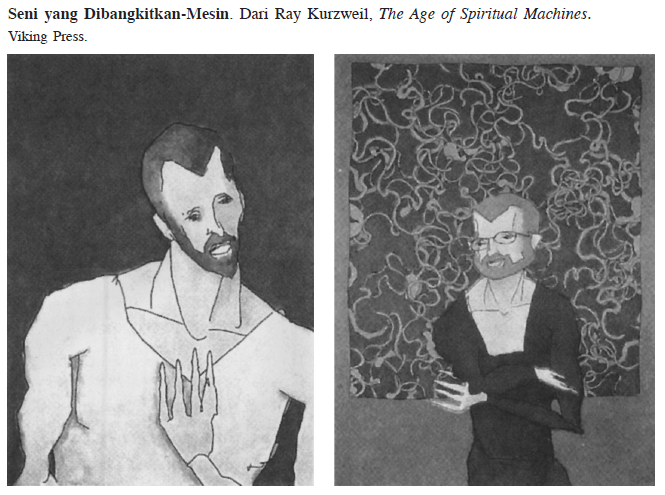 Seni yang Dibangkitkan-Mesin. Dari Ray Kurzweil, The Age of Spiritual Machines.
Viking Press.